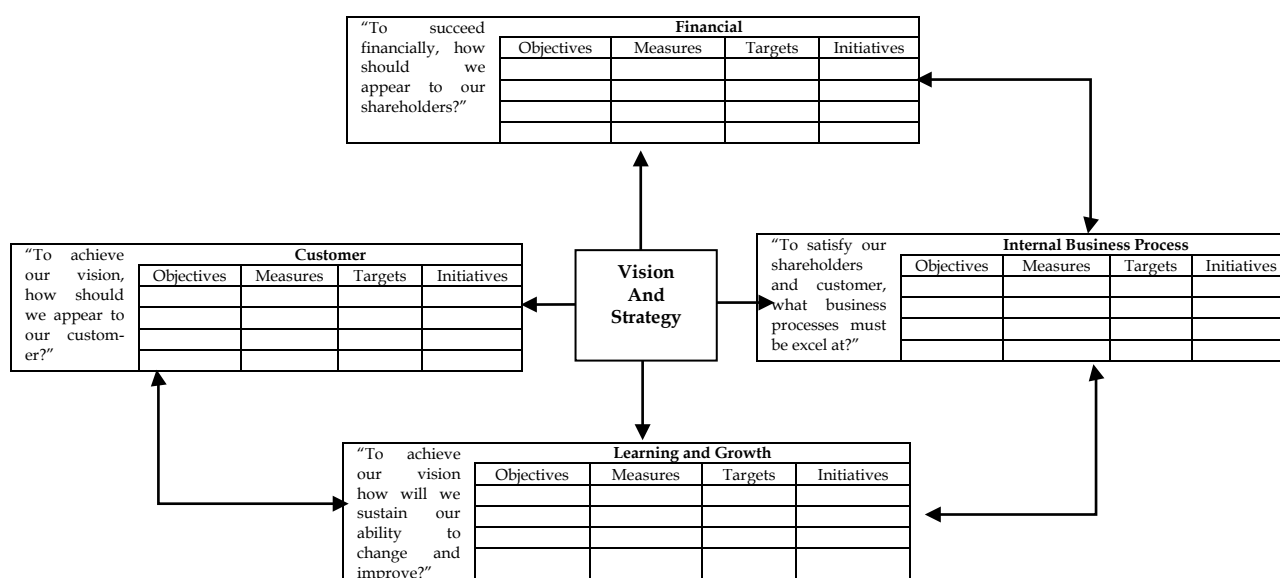 “To succeed
financially, how
should we
appear to our
shareholders?”
Financial
Objectives Measures Targets Initiatives
“To achieve
our vision,
how should
we appear to
our custom-
er?”
Customer
Objectives Measures Targets Initiatives
Vision
And
Strategy
“To satisfy our
shareholders
and customer,
what business
processes must
be excel at?”
Internal Business Process
Objectives Measures Targets Initiatives
“To achieve
our vision
how will we
sustain our
ability to
change and
improve?”
Learning and Growth
Objectives Measures Targets Initiatives